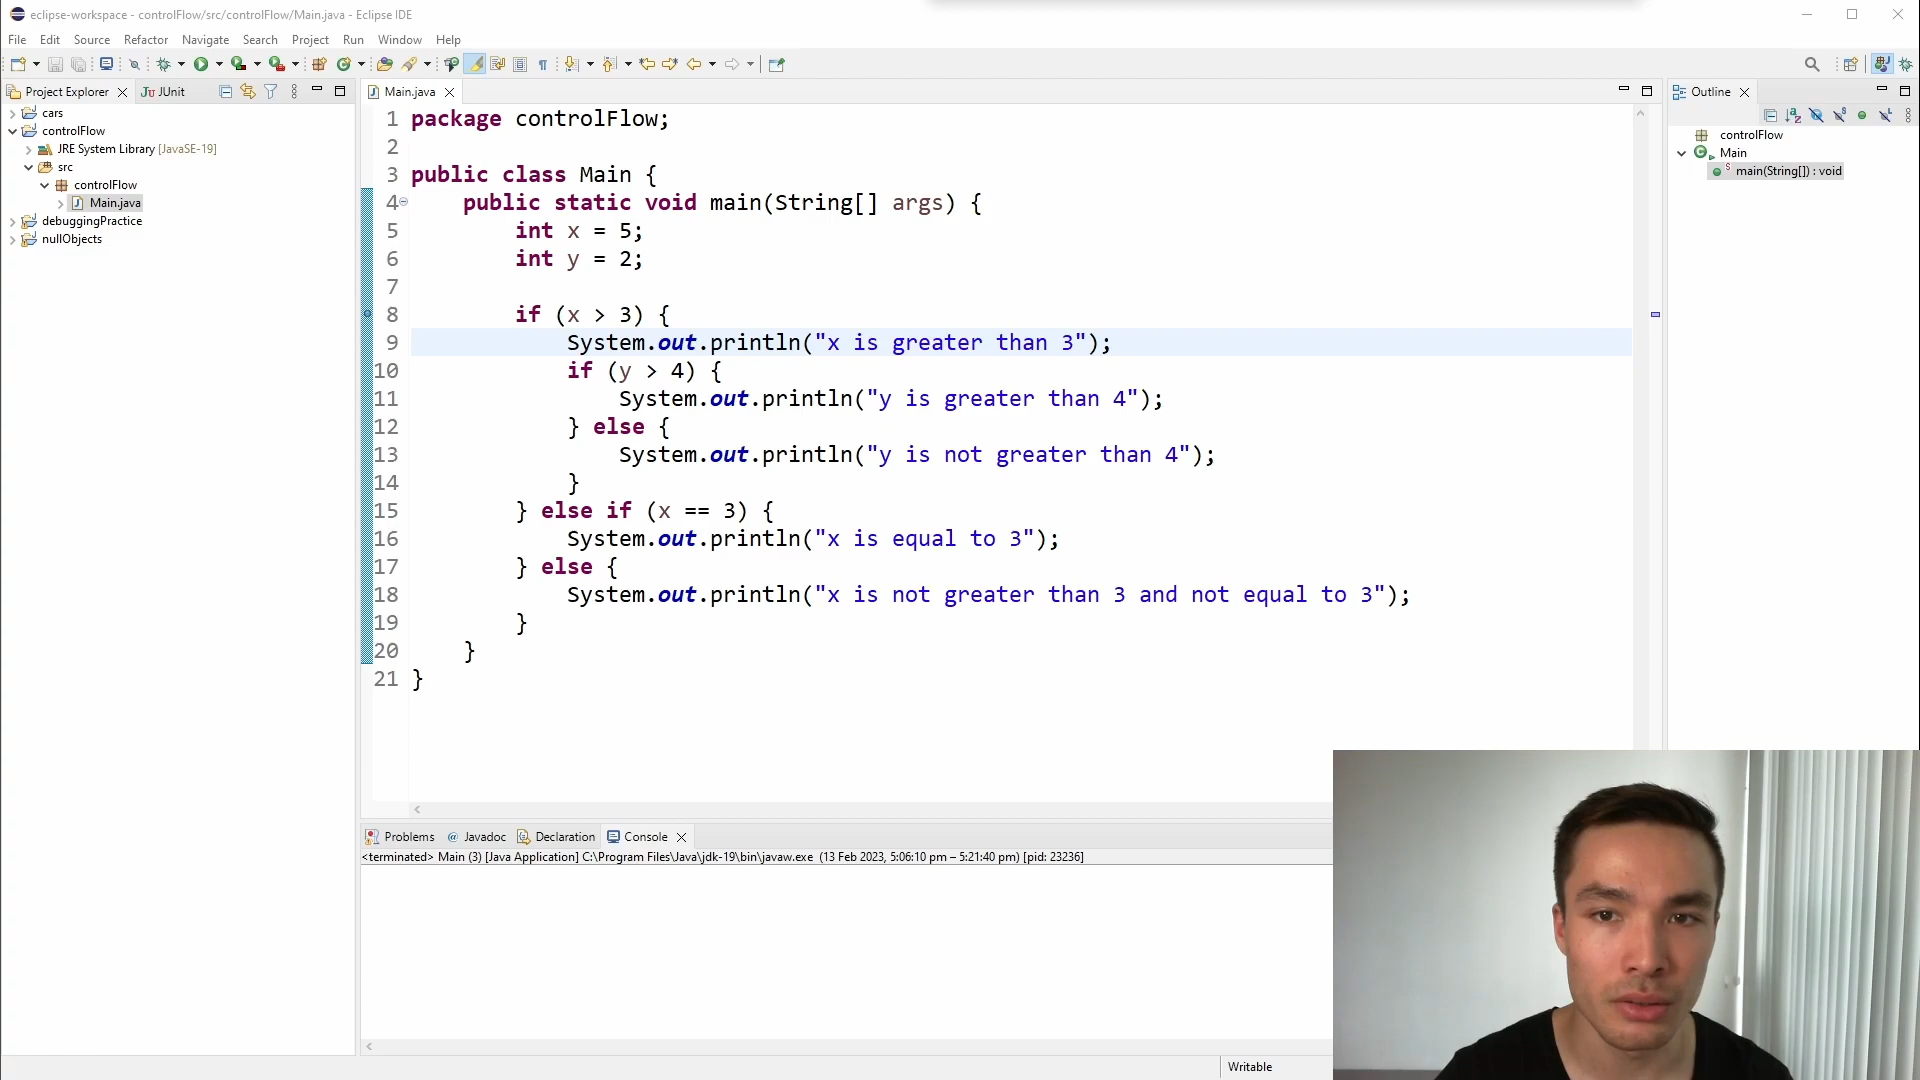 eclipse-workspace - controlFlow/src/controlFlow/Main.java - Eclipse IDE
File Edit Source Refactor Navigate Search Project Run Window Help
Project Explorer
JUnit
cars
controlFlow
JRE System Library [JavaSE-19]
src
controlFlow
Main.java
debuggingPractice
nullObjects
Main.java
1 package controlFlow;
2
3 public class Main {
4 public static void main(String[] args) {
5 int x = 5;
6 int y = 2;
7
8 if (x > 3) {
9 System.out.println("x is greater than 3");
10 if (y > 4) {
11 System.out.println("y is greater than 4");
12 } else {
13 System.out.println("y is not greater than 4");
14 }
15 } else if (x == 3) {
16 System.out.println("x is equal to 3");
17 } else {
18 System.out.println("x is not greater than 3 and not equal to 3");
19 }
20 }
21 }
Outline
controlFlow
Main
main(String[]) : void
Problems Javadoc Declaration Console
<terminated> Main (3) [Java Application] C:\Program Files\Java\jdk-19\bin\javaw.exe (13 Feb 2023, 5:06:10 pm – 5:21:40 pm) [pid: 23236]
Writable